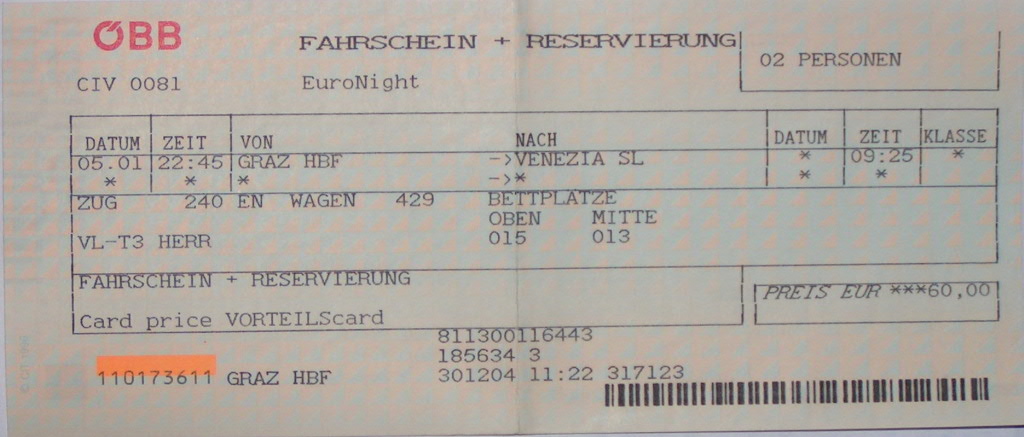 ÖBB
FAHRSCHEIN + RESERVIERUNG
02 PERSONEN
CIV 0081 EuroNight
DATUM ZEIT VON NACH DATUM ZEIT KLASSE
05.01 22:45 GRAZ HBF ->VENEZIA SL * 09:25 *
* * * ->* * *
ZUG 240 EN WAGEN 429 BETTPLÄTZE
OBEN MITTE
VL-T3 HERR 015 013
FAHRSCHEIN + RESERVIERUNG
PREIS EUR ***60,00
Card price VORTEILScard
811300116443
185634 3
110173611 GRAZ HBF 301204 11:22 317123